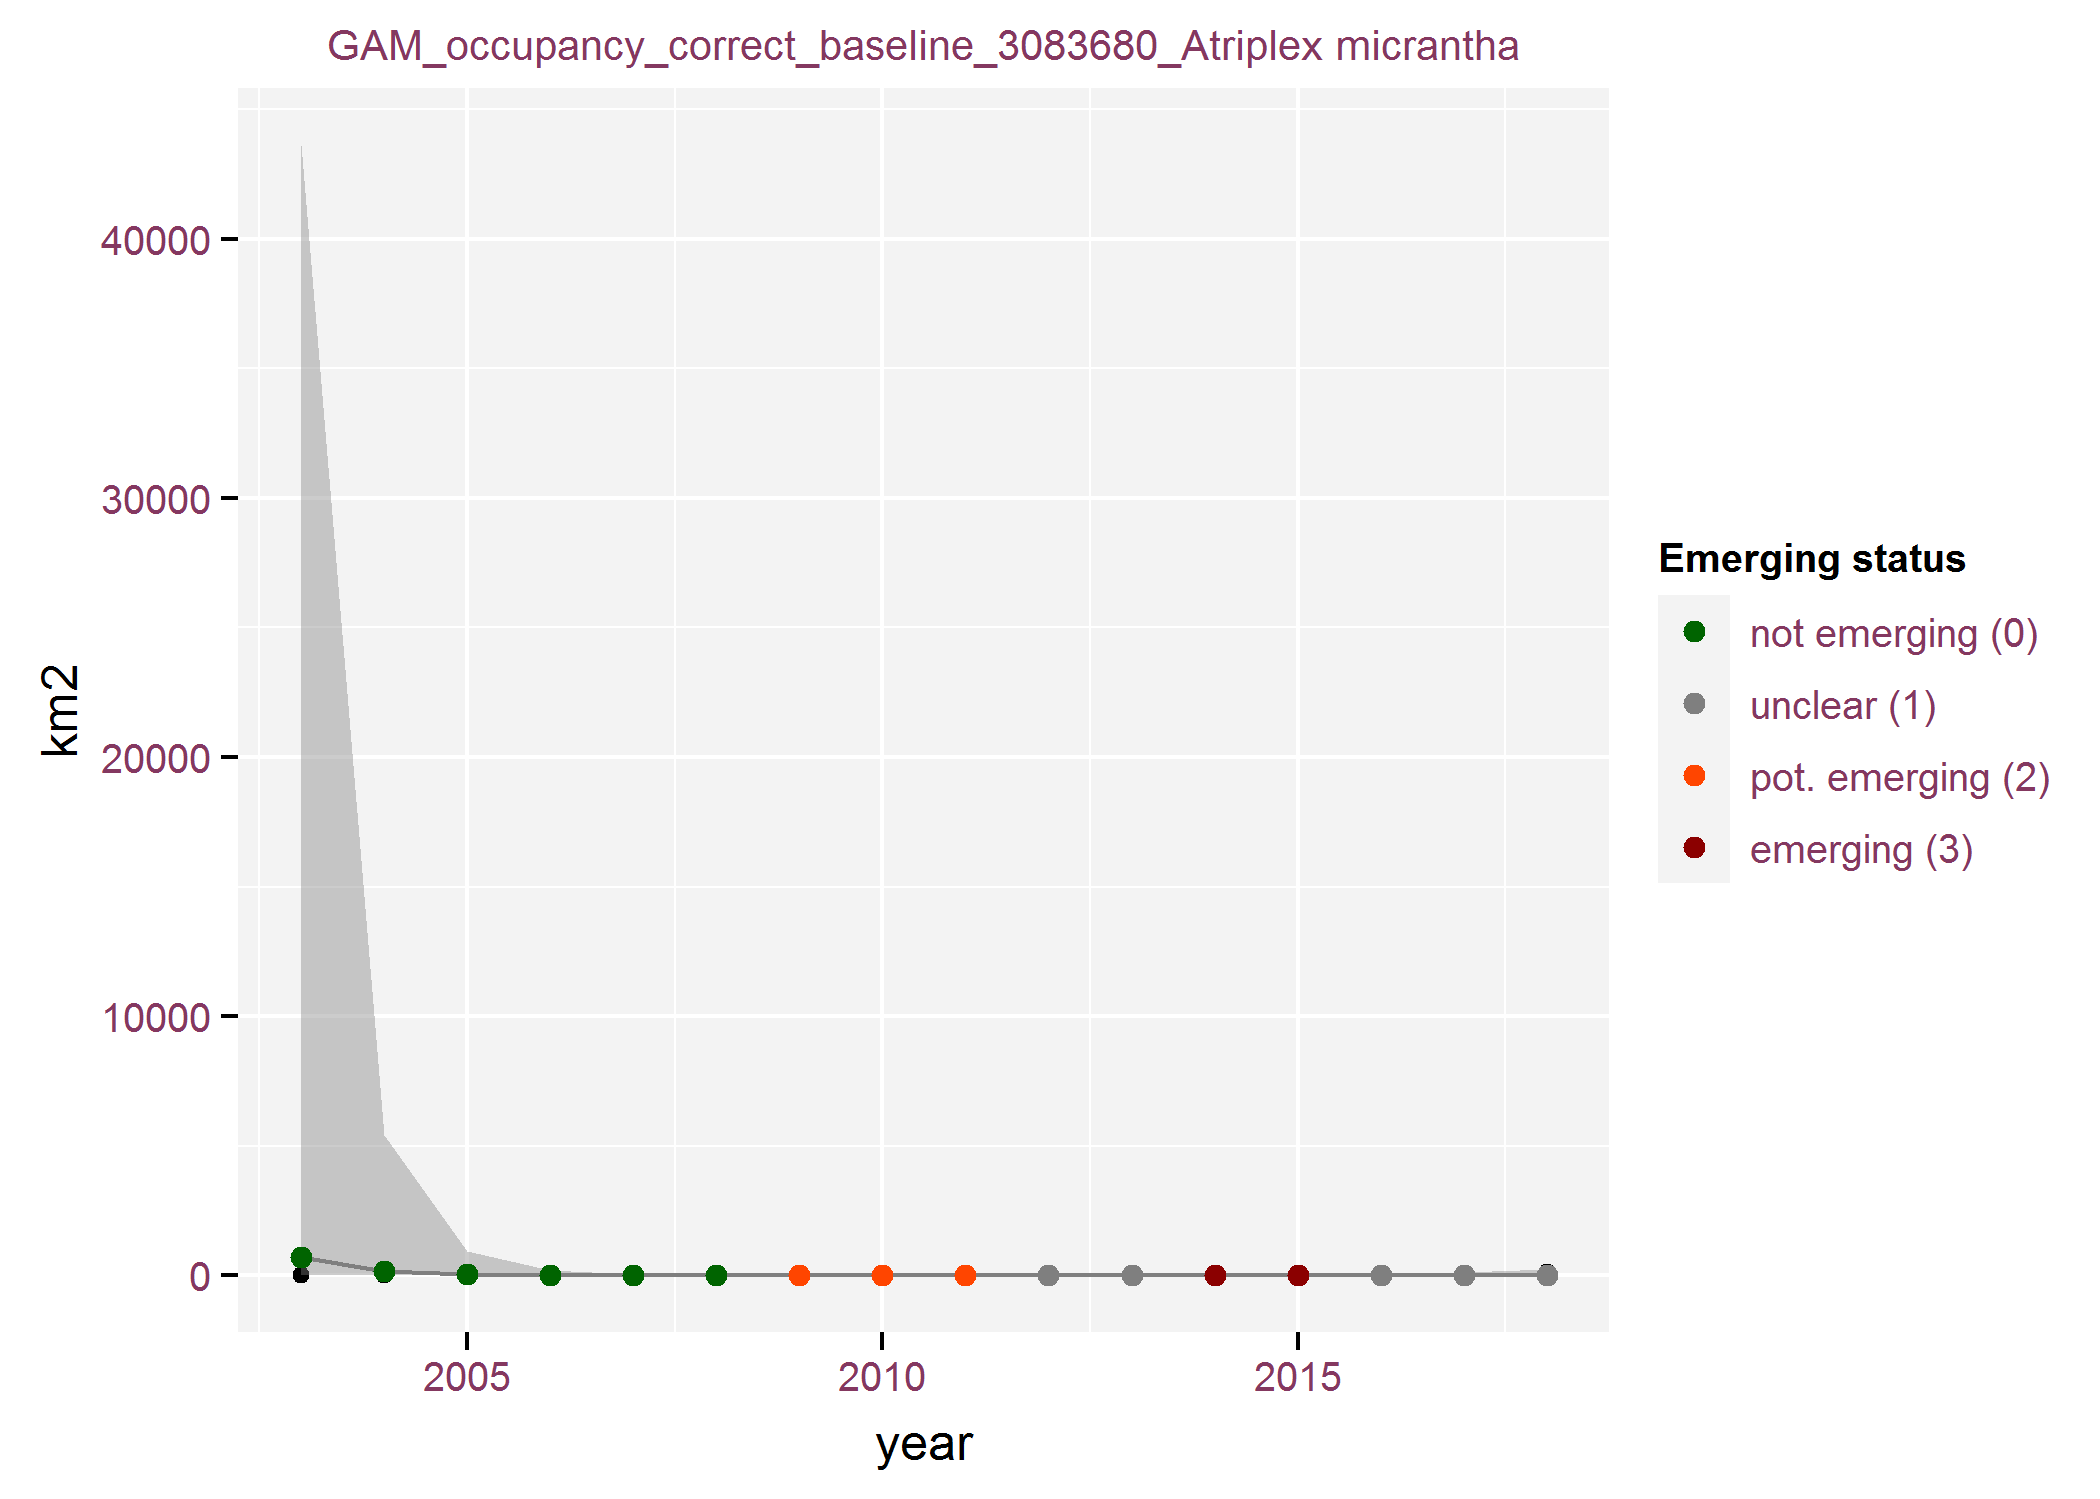 GAM_occupancy_correct_baseline_3083680_Atriplex micrantha
40000
30000
20000
10000
0
km2
2005
2010
2015
year
Emerging status
not emerging (0)
unclear (1)
pot. emerging (2)
emerging (3)